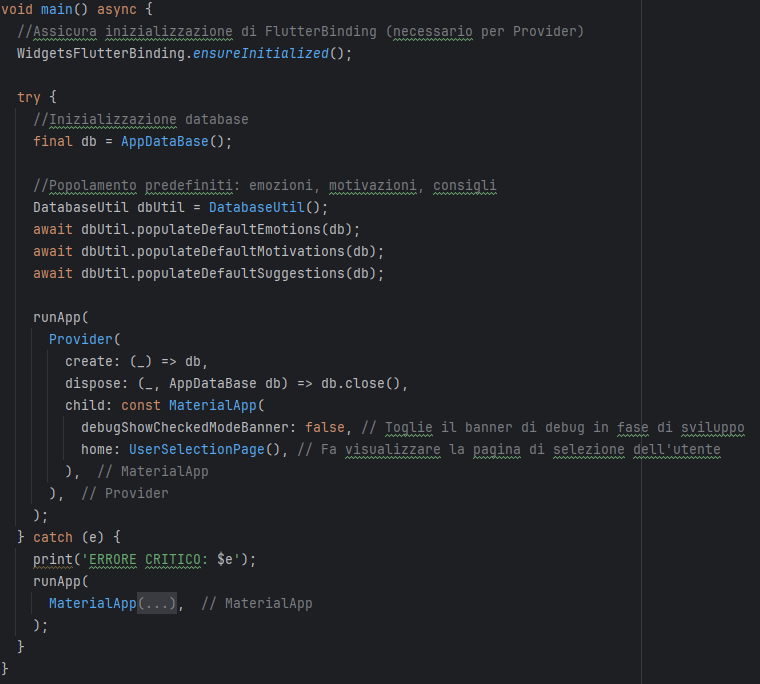 void main() async {
  //Assicura inizializzazione di FlutterBinding (necessario per Provider)
  WidgetsFlutterBinding.ensureInitialized();

  try {
    //Inizializzazione database
    final db = AppDataBase();

    //Popolamento predefiniti: emozioni, motivazioni, consigli
    DatabaseUtil dbUtil = DatabaseUtil();
    await dbUtil.populateDefaultEmotions(db);
    await dbUtil.populateDefaultMotivations(db);
    await dbUtil.populateDefaultSuggestions(db);

    runApp(
      Provider(
        create: (_) => db,
        dispose: (_, AppDataBase db) => db.close(),
        child: const MaterialApp(
          debugShowCheckedModeBanner: false, // Toglie il banner di debug in fase di sviluppo
          home: UserSelectionPage(), // Fa visualizzare la pagina di selezione dell'utente
        ),  // MaterialApp
      ),  // Provider
    );
  } catch (e) {
    print('ERRORE CRITICO: $e');
    runApp(
      MaterialApp(...),  // MaterialApp
    );
  }
}